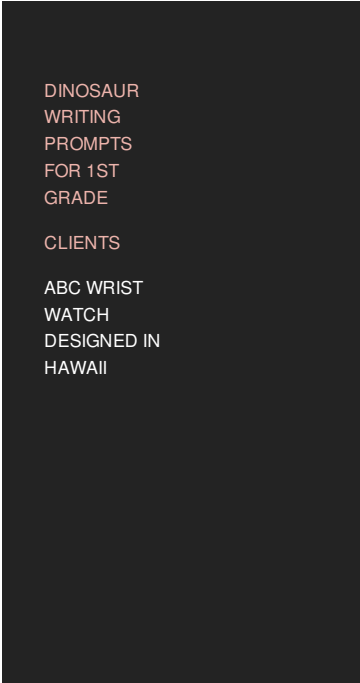 DINOSAUR
WRITING
PROMPTS
FOR 1ST
GRADE
CLIENTS
ABC WRIST
WATCH
DESIGNED IN
HAWAII